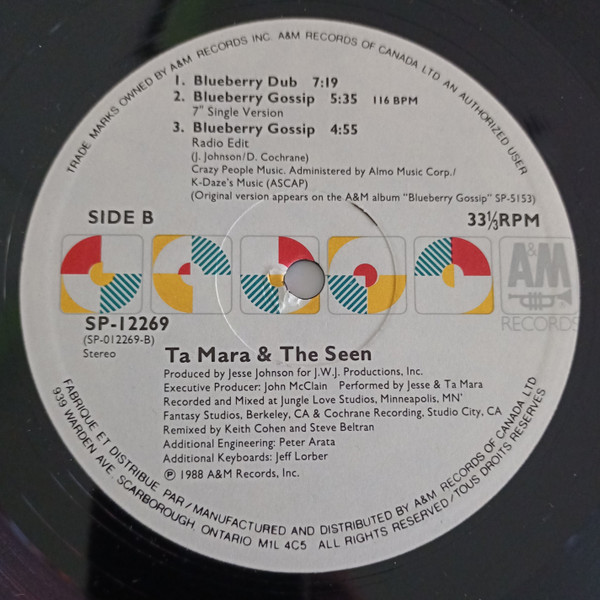 TRADE MARKS OWNED BY A&M RECORDS INC. A&M RECORDS OF CANADA LTD AN AUTHORIZED USER
1. Blueberry Dub 7:19
2. Blueberry Gossip 5:35 116 BPM
7" Single Version
3. Blueberry Gossip 4:55
Radio Edit
(J. Johnson/D. Cochrane)
Crazy People Music. Administered by Almo Music Corp./
K-Daze's Music (ASCAP)
(Original version appears on the A&M album "Blueberry Gossip" SP-5153)
SIDE B 33⅓RPM
A&M
RECORDS
SP-12269
(SP-012269-B)
Stereo
Ta Mara & The Seen
Produced by Jesse Johnson for J.W.J. Productions, Inc.
Executive Producer: John McClain Performed by Jesse & Ta Mara
Recorded and Mixed at Jungle Love Studios, Minneapolis, MN'
Fantasy Studios, Berkeley, CA & Cochrane Recording, Studio City, CA
Remixed by Keith Cohen and Steve Beltran
Additional Engineering: Peter Arata
Additional Keyboards: Jeff Lorber
℗ 1988 A&M Records, Inc.
FABRIQUE ET DISTRIBUE PAR/MANUFACTURED AND DISTRIBUTED BY A&M RECORDS OF CANADA LTD
939 WARDEN AVE. SCARBOROUGH ONTARIO M1L 4C5 ALL RIGHTS RESERVED/TOUS DROITS RESERVÉS